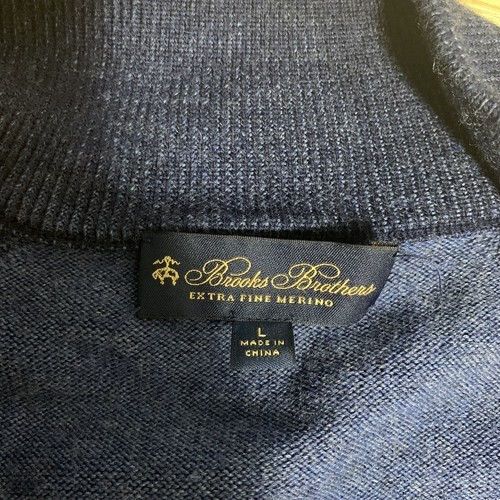 Brooks Brothers
EXTRA FINE MERINO
L
MADE IN
CHINA